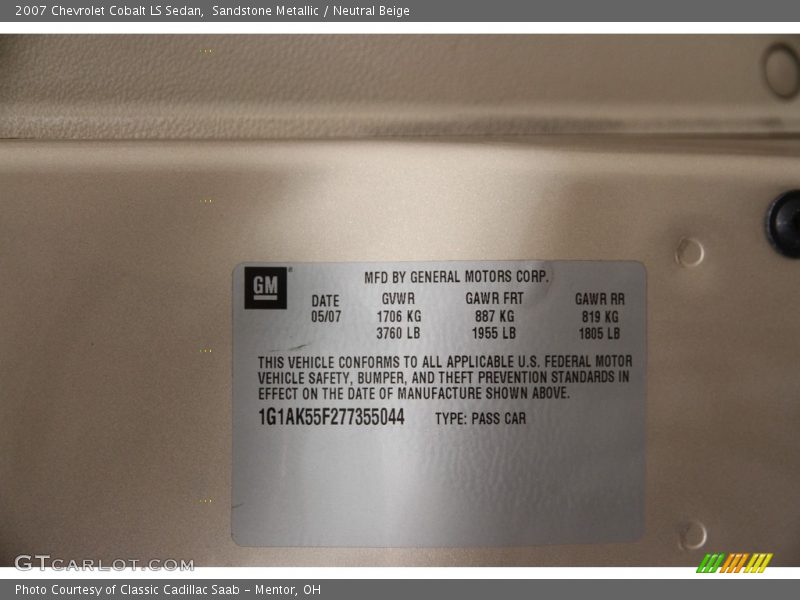 2007 Chevrolet Cobalt LS Sedan, Sandstone Metallic / Neutral Beige
GM
MFD BY GENERAL MOTORS CORP.
DATE GVWR GAWR FRT GAWR RR
05/07 1706 KG 887 KG 819 KG
3760 LB 1955 LB 1805 LB
THIS VEHICLE CONFORMS TO ALL APPLICABLE U.S. FEDERAL MOTOR
VEHICLE SAFETY, BUMPER, AND THEFT PREVENTION STANDARDS IN
EFFECT ON THE DATE OF MANUFACTURE SHOWN ABOVE.
1G1AK55F277355044 TYPE: PASS CAR
GTCARLOT.COM
Photo Courtesy of Classic Cadillac Saab - Mentor, OH